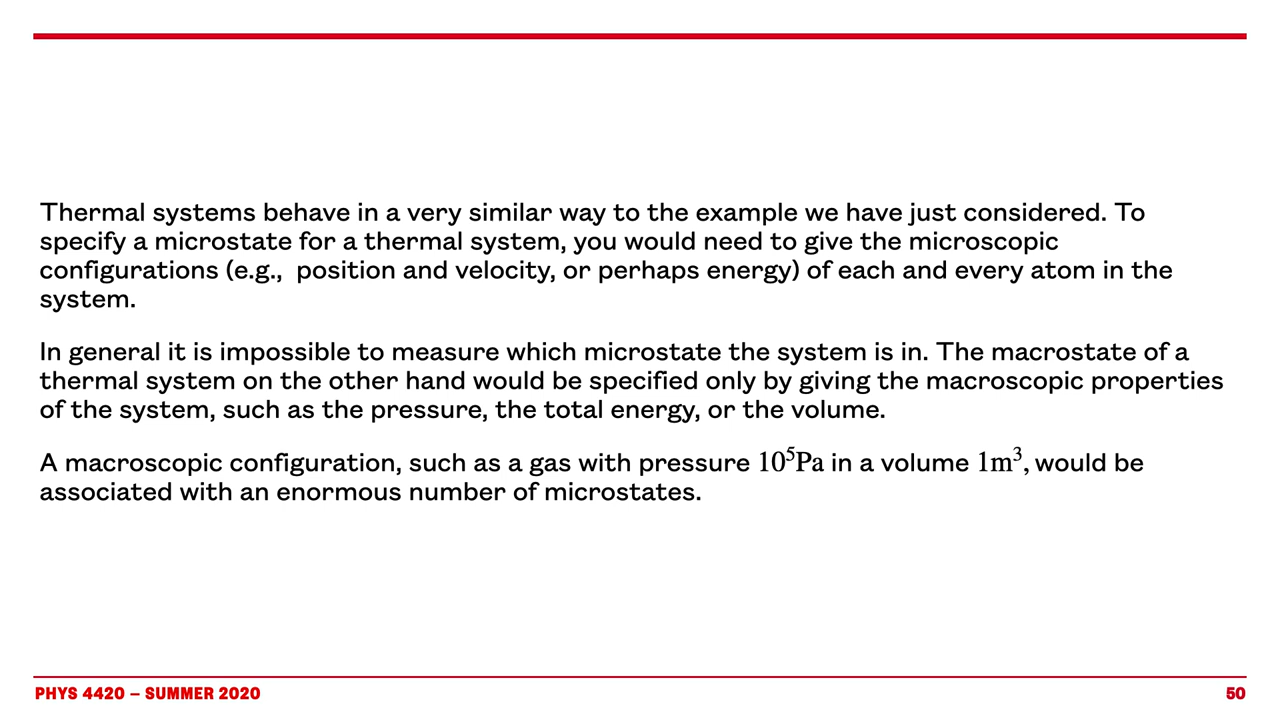 Thermal systems behave in a very similar way to the example we have just considered. To
specify a microstate for a thermal system, you would need to give the microscopic
configurations (e.g.,  position and velocity, or perhaps energy) of each and every atom in the
system.
In general it is impossible to measure which microstate the system is in. The macrostate of a
thermal system on the other hand would be specified only by giving the macroscopic properties
of the system, such as the pressure, the total energy, or the volume.
A macroscopic configuration, such as a gas with pressure 10⁵Pa in a volume 1m³, would be
associated with an enormous number of microstates.
PHYS 4420 – SUMMER 2020
50